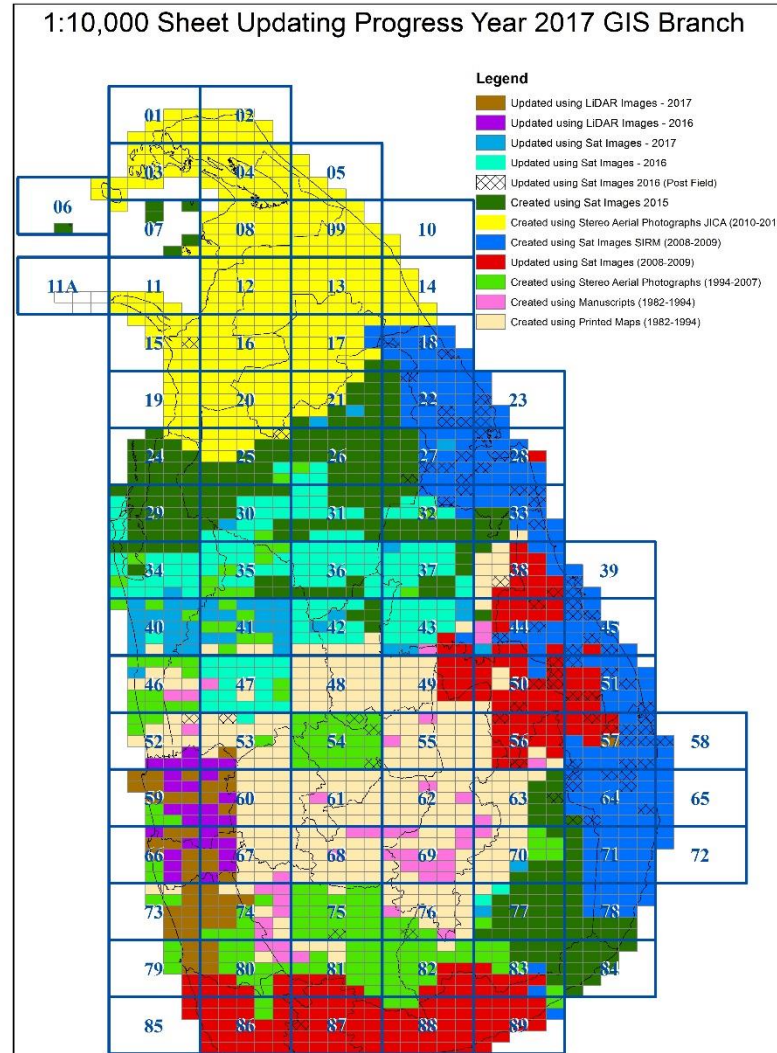 1:10,000 Sheet Updating Progress Year 2017 GIS Branch
Legend
Updated using LiDAR Images - 2017
Updated using LiDAR Images - 2016
Updated using Sat Images - 2017
Updated using Sat Images - 2016
Updated using Sat Images 2016 (Post Field)
Created using Sat Images 2015
Created using Stereo Aerial Photographs JICA (2010-201
Created using Sat Images SIRM (2008-2009)
Updated using Sat Images (2008-2009)
Created using Stereo Aerial Photographs (1994-2007)
Created using Manuscripts (1982-1994)
Created using Printed Maps (1982-1994)
01 02
03 04 05
06 07 08 09 10
11A 11 12 13 14
15 16 17 18
19 20 21 22 23
24 25 26 27 28
29 30 31 32 33
34 35 36 37 38 39
40 41 42 43 44 45
46 47 48 49 50 51
52 53 54 55 56 57 58
59 60 61 62 63 64 65
66 67 68 69 70 71 72
73 74 75 76 77 78
79 80 81 82 83 84
85 86 87 88 89